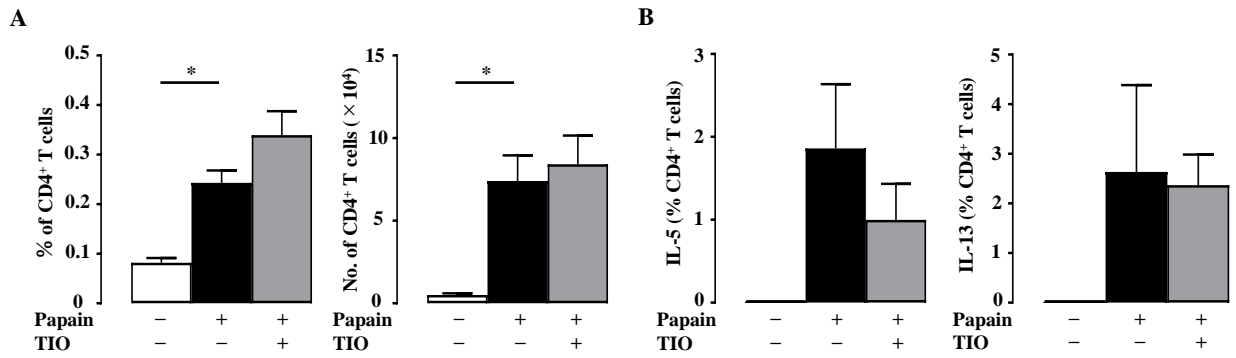 A
% of CD4⁺ T cells
0.5
0.4
0.3
0.2
0.1
0
*
No. of CD4⁺ T cells (×10⁴)
15
10
5
0
*
Papain − + +
TIO − − +
Papain − + +
TIO − − +
B
IL-5 (% CD4⁺ T cells)
3
2
1
0
IL-13 (% CD4⁺ T cells)
5
4
3
2
1
0
Papain − + +
TIO − − +
Papain − + +
TIO − − +